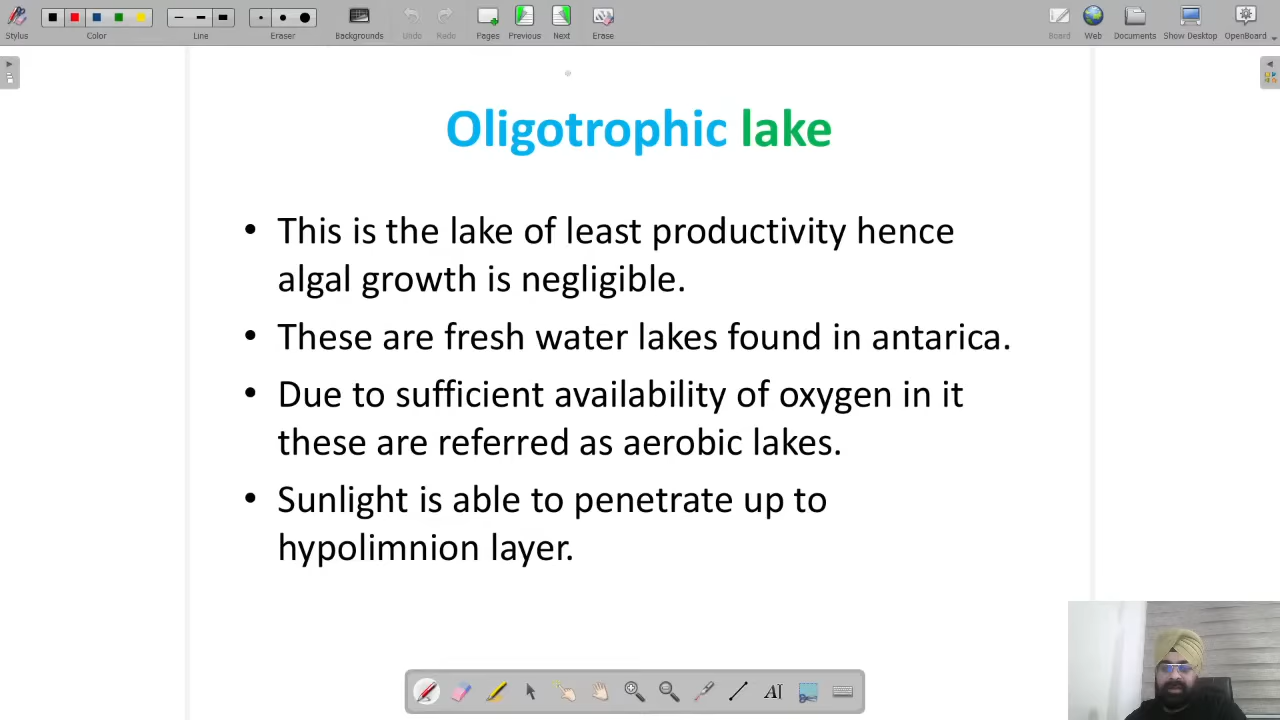 Stylus
Color
Line
Eraser
Backgrounds
Undo
Redo
Pages
Previous
Next
Erase
Board
Web
Documents
Show Desktop
OpenBoard
Oligotrophic lake
• This is the lake of least productivity hence
algal growth is negligible.
• These are fresh water lakes found in antarica.
• Due to sufficient availability of oxygen in it
these are referred as aerobic lakes.
• Sunlight is able to penetrate up to
hypolimnion layer.